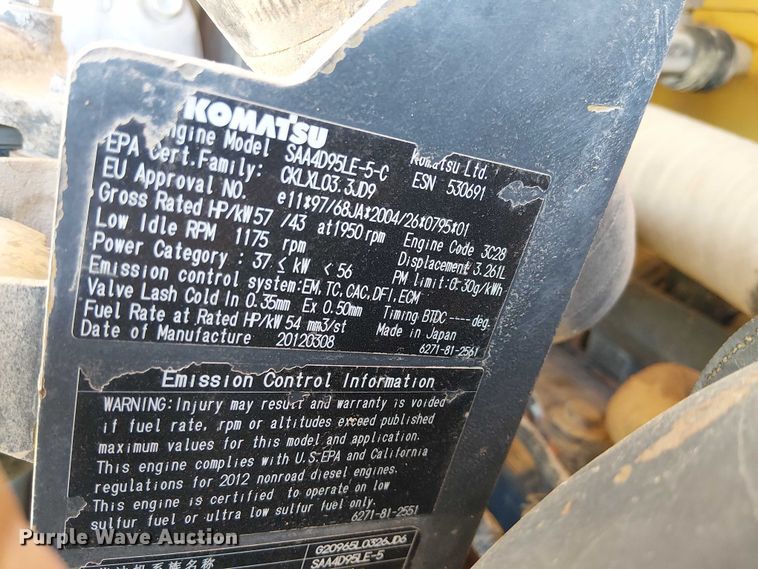 KOMATSU
Engine Model SAA4D95LE-5-C Komatsu Ltd.
EPA Cert.Family: CKLXL03.3JD9 ESN 530691
EU Approval NO. e11*97/68JA*2004/26*0795*01
Gross Rated HP/kW 57 /43 at1950 rpm Engine Code 3C28
Low Idle RPM 1175 rpm Displacement 3.261L
Power Category : 37 ≤ kW < 56 PM limit:0.30g/kWh
Emission control system:EM,TC,CAC,DFI,ECM
Valve Lash Cold In 0.35mm Ex 0.50mm Timing BTDC ----deg.
Fuel Rate at Rated HP/kW 54 mm3/st Made in Japan
Date of Manufacture 20120308 6271-81-2561
Emission Control Information
WARNING:Injury may result and warranty is voided
if fuel rate, rpm or altitudes exceed published
maximum values for this model and application.
This engine complies with U.S.EPA and California
regulations for 2012 nonroad diesel engines.
This engine is certified to operate on low
sulfur fuel or ultra low sulfur fuel only.
6271-81-2551
G20965L0326JD6
SAA4D95LE-5
Purple Wave Auction